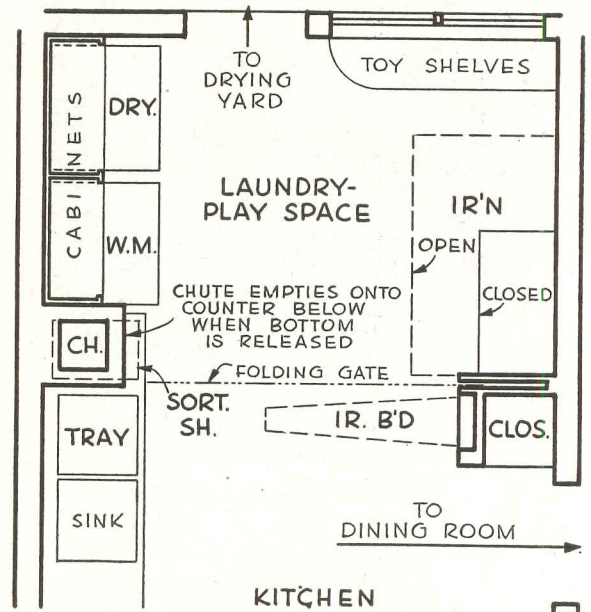 TO
DRYING
YARD
TOY SHELVES
DRY.
CABINETS
LAUNDRY-
PLAY SPACE
IR'N
W.M.
OPEN
CLOSED
CHUTE EMPTIES ONTO
COUNTER BELOW
WHEN BOTTOM
IS RELEASED
CH.
FOLDING GATE
SORT.
SH.
IR. B'D
CLOS.
TRAY
SINK
TO
DINING ROOM
KITCHEN